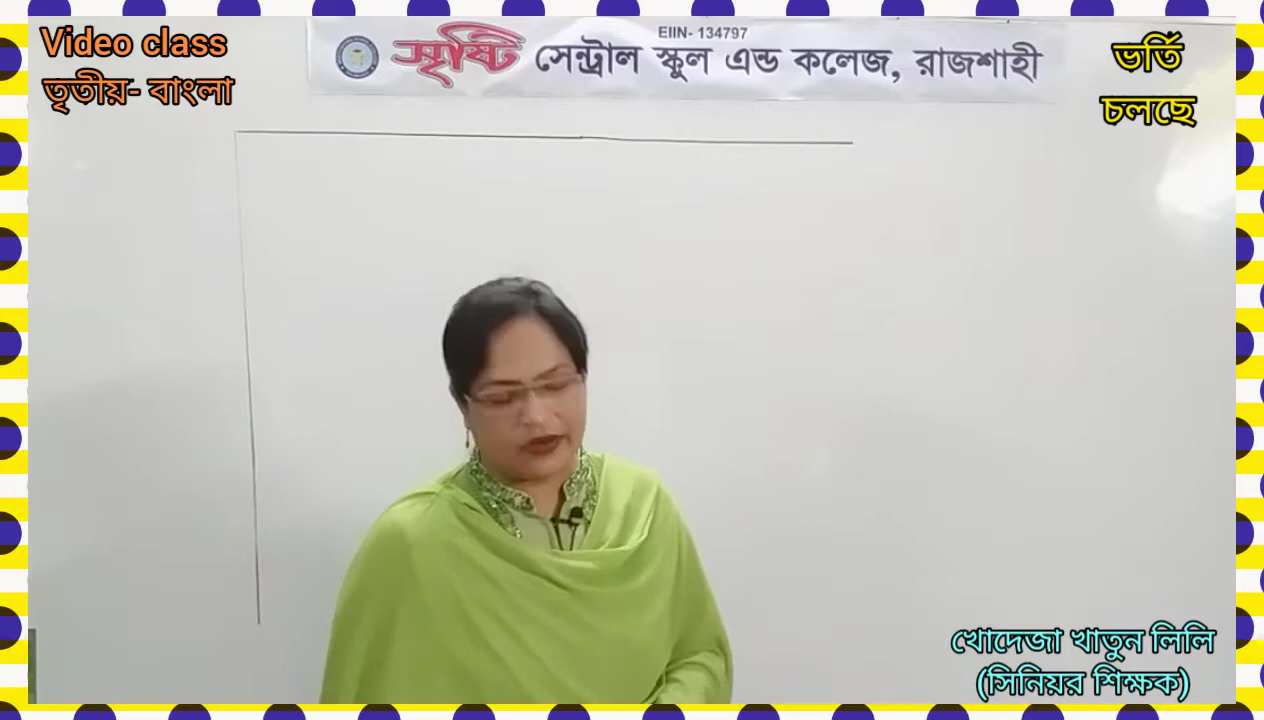 Video class
তৃতীয়- বাংলা
EIIN- 134797
সৃষ্টি সেন্ট্রাল স্কুল এন্ড কলেজ, রাজশাহী
ভর্তি
চলছে
খোদেজা খাতুন লিলি
(সিনিয়র শিক্ষক)